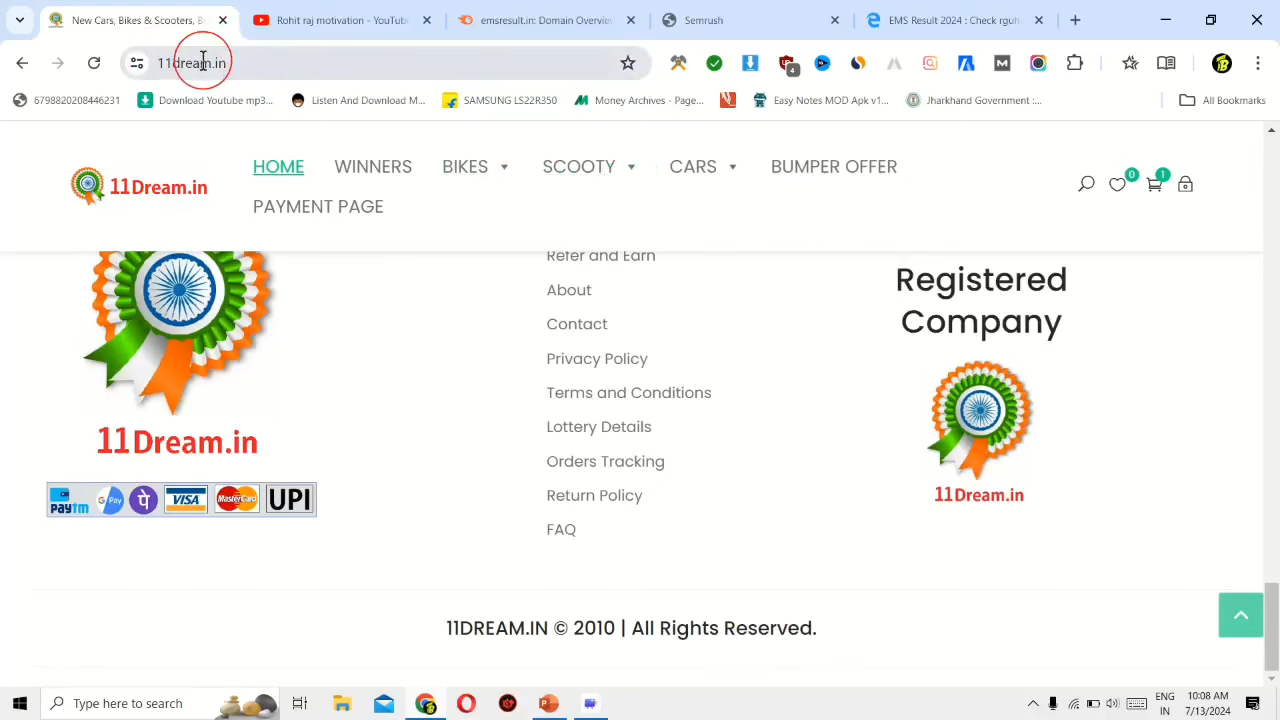 New Cars, Bikes & Scooters, B
Rohit raj motivation - YouTub
emsresult.in: Domain Overvie
Semrush
EMS Result 2024 : Check rguh
11dream.in
4
6798820208446231
Download Youtube mp3...
Listen And Download M...
SAMSUNG LS22R350
Money Archives - Page...
Easy Notes MOD Apk v1...
Jharkhand Government :...
All Bookmarks
11Dream.in
HOME
WINNERS
BIKES
SCOOTY
CARS
BUMPER OFFER
PAYMENT PAGE
0
1
Refer and Earn
About
Contact
Privacy Policy
Terms and Conditions
Lottery Details
Orders Tracking
Return Policy
FAQ
Registered
Company
11Dream.in
11Dream.in
paytm G Pay पे VISA MasterCard UPI
11DREAM.IN © 2010 | All Rights Reserved.
Type here to search
ENG
IN
10:08 AM
7/13/2024